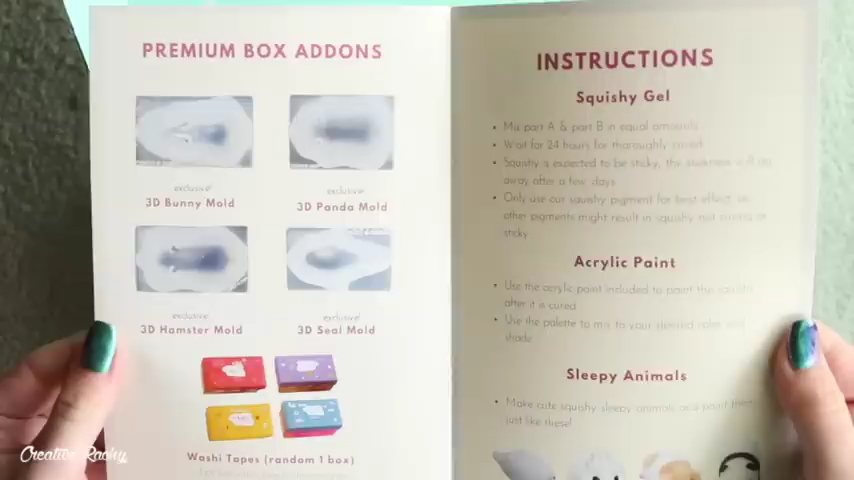 PREMIUM BOX ADDONS
exclusive!
3D Bunny Mold
exclusive!
3D Panda Mold
exclusive!
3D Hamster Mold
exclusive!
3D Seal Mold
Washi Tapes (random 1 box)
INSTRUCTIONS
Squishy Gel
• Mix part A & part B in equal amounts
• Wait for 24 hours for thoroughly cured
• Squishy is expected to be sticky, the stickiness will go
away after a few days
• Only use our squishy pigment for best effect, as
other pigments might result in squishy not curing or
sticky
Acrylic Paint
• Use the acrylic paint included to paint the squishy
after it is cured
• Use the palette to mix to your desired color and
shade
Sleepy Animals
• Make cute squishy sleepy animals and paint them
just like these!
Creative Rachy